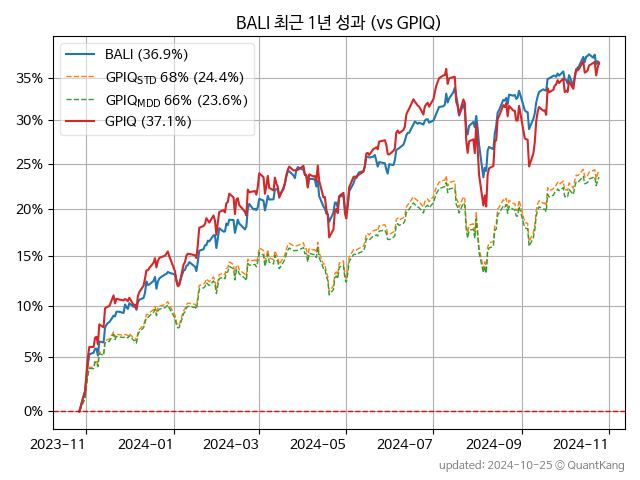 BALI 최근 1년 성과 (vs GPIQ)
BALI (36.9%)
GPIQSTD 68% (24.4%)
GPIQMDD 66% (23.6%)
GPIQ (37.1%)
35%
30%
25%
20%
15%
10%
5%
0%
2023-11 2024-01 2024-03 2024-05 2024-07 2024-09 2024-11
updated: 2024-10-25 © QuantKang